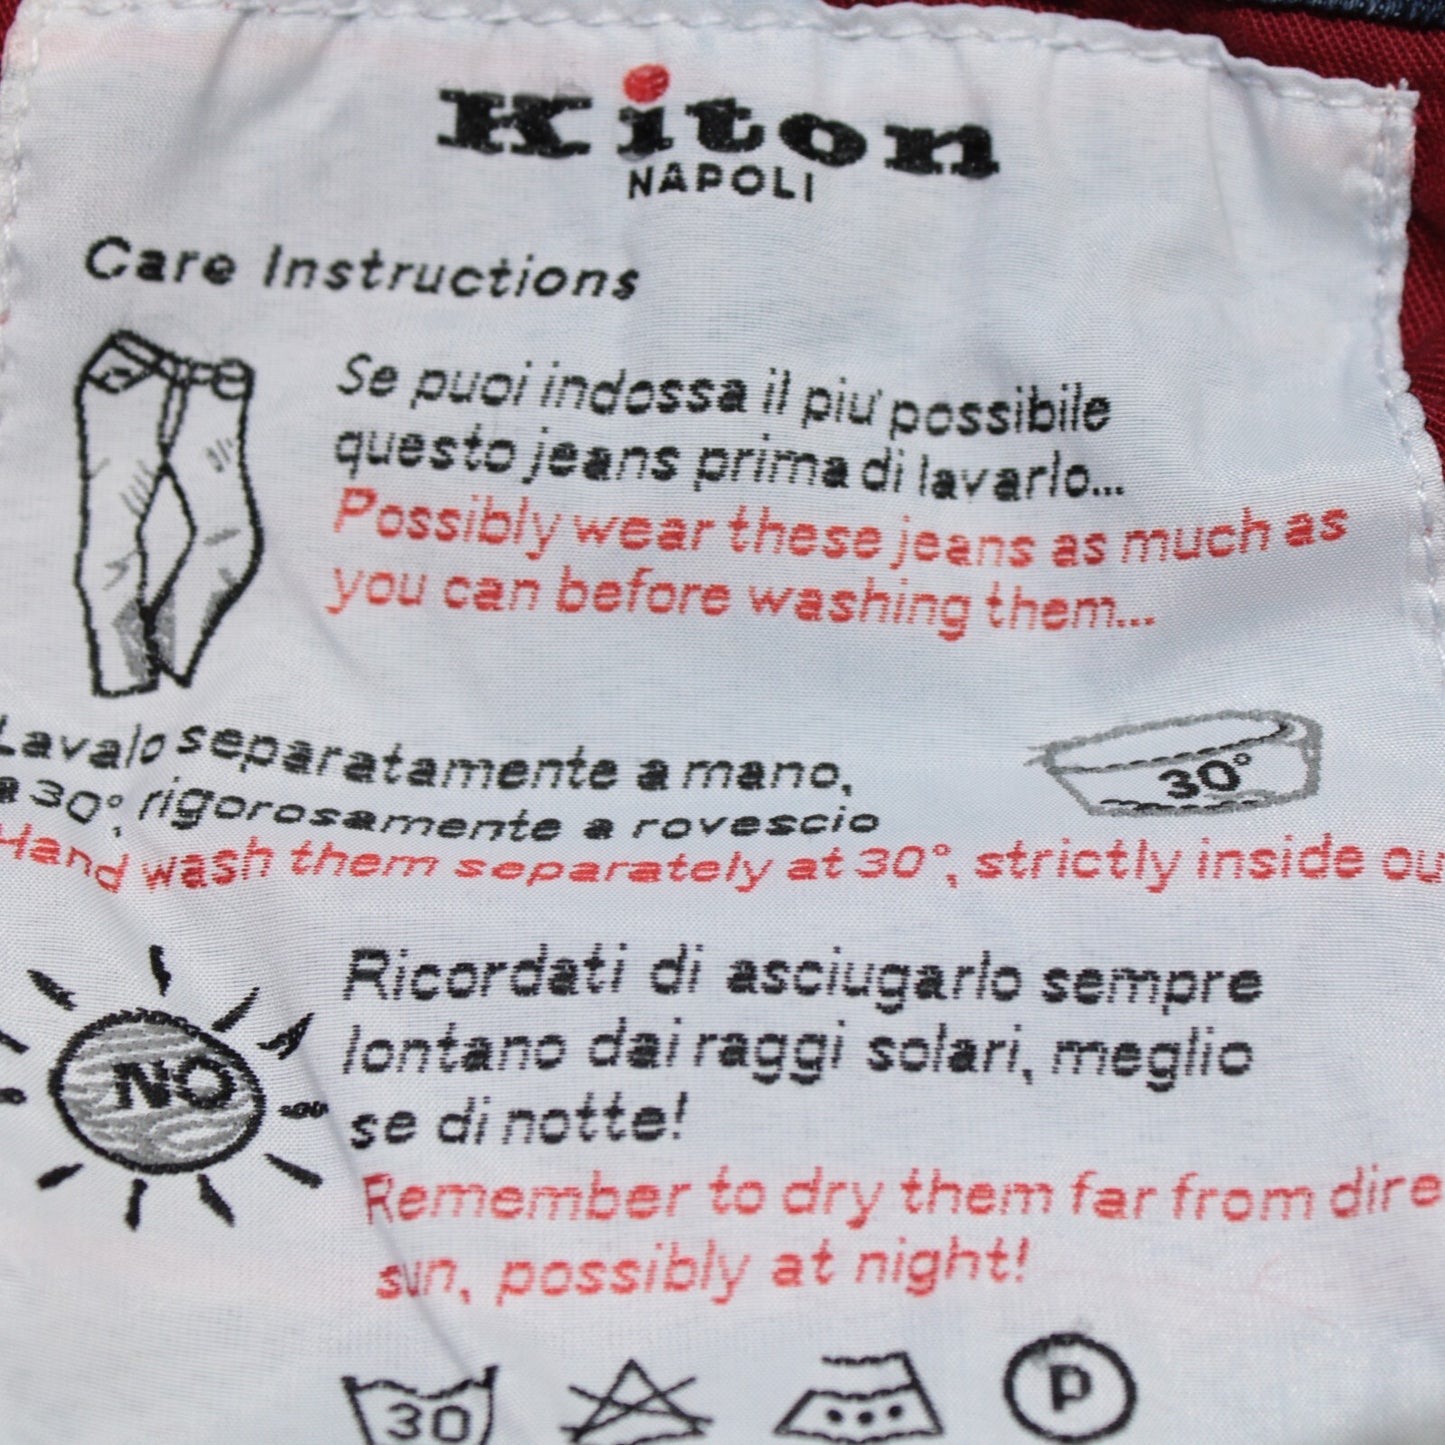 Kiton
NAPOLI
Care Instructions
Se puoi indossa il piu' possibile
questo jeans prima di lavarlo...
Possibly wear these jeans as much as
you can before washing them...
Lavalo separatamente a mano,
a 30°, rigorosamente a rovescio
30°
Hand wash them separately at 30°, strictly inside ou
NO
Ricordati di asciugarlo sempre
lontano dai raggi solari, meglio
se di notte!
Remember to dry them far from dire
sun, possibly at night!
30
P